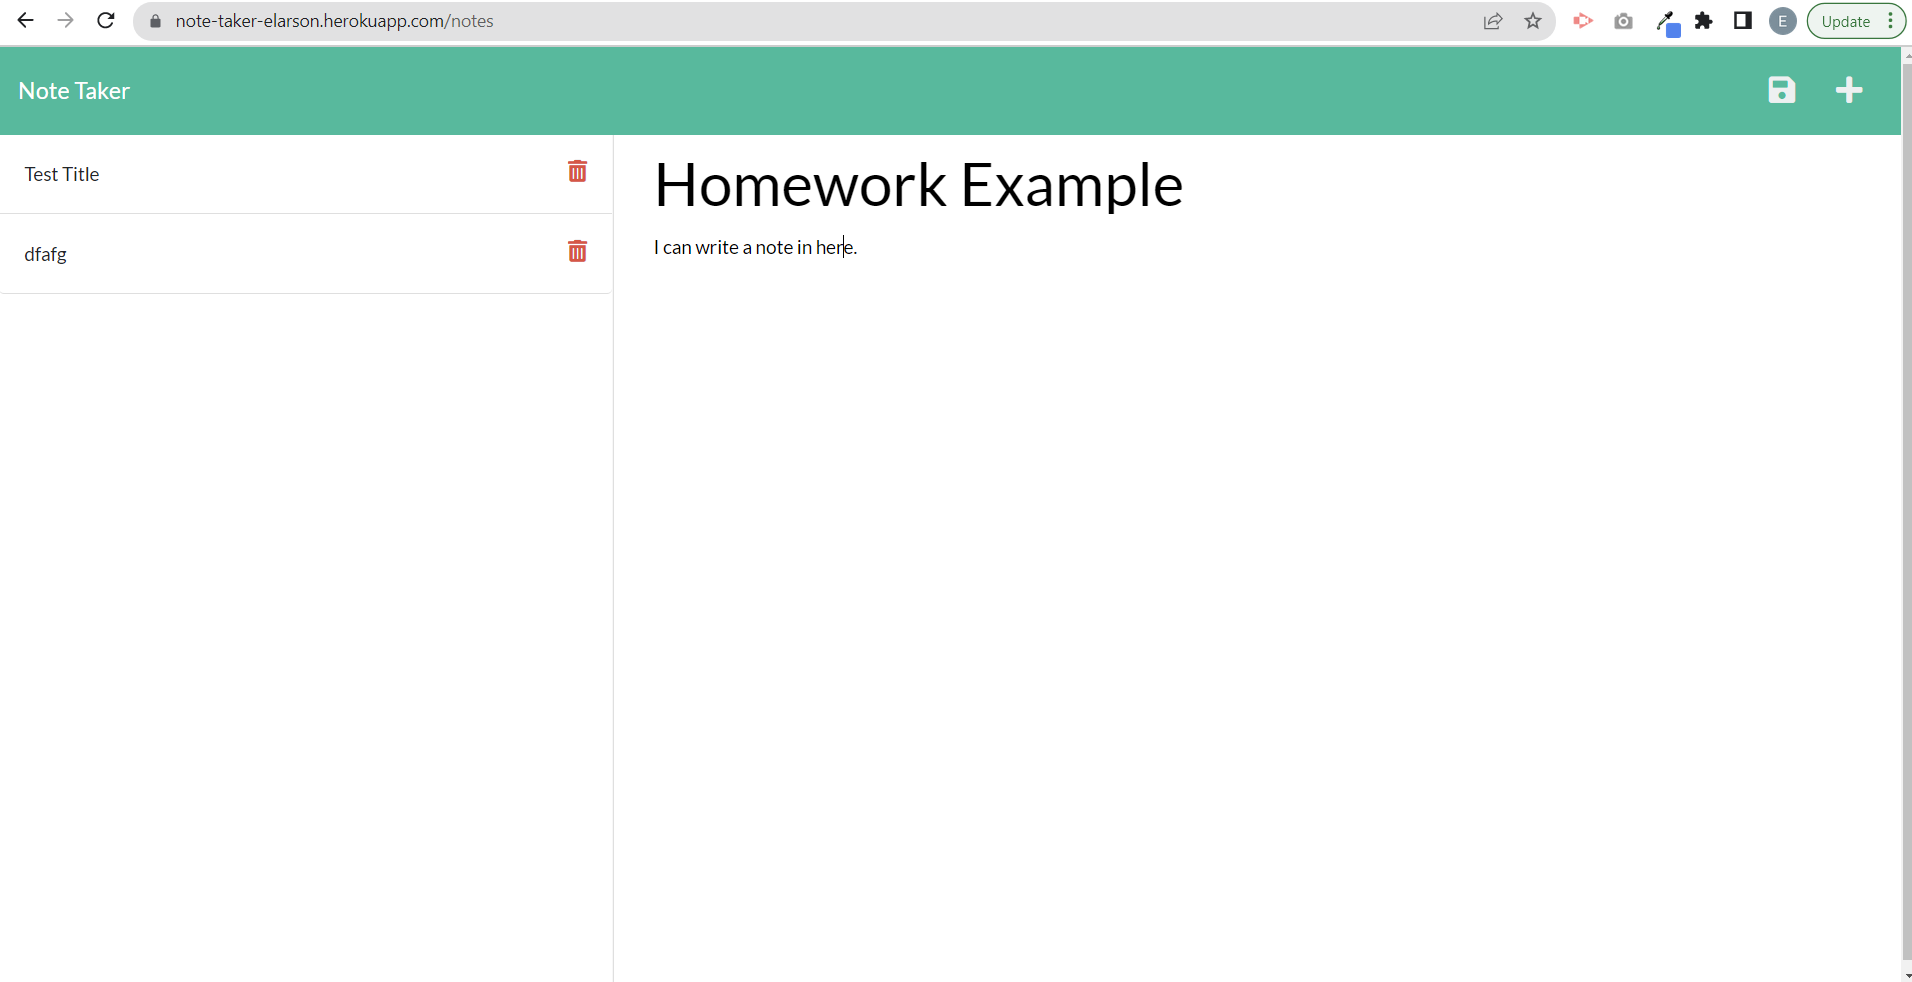 note-taker-elarson.herokuapp.com/notes
E
Update
Note Taker
Test Title
dfafg
Homework Example
I can write a note in here.